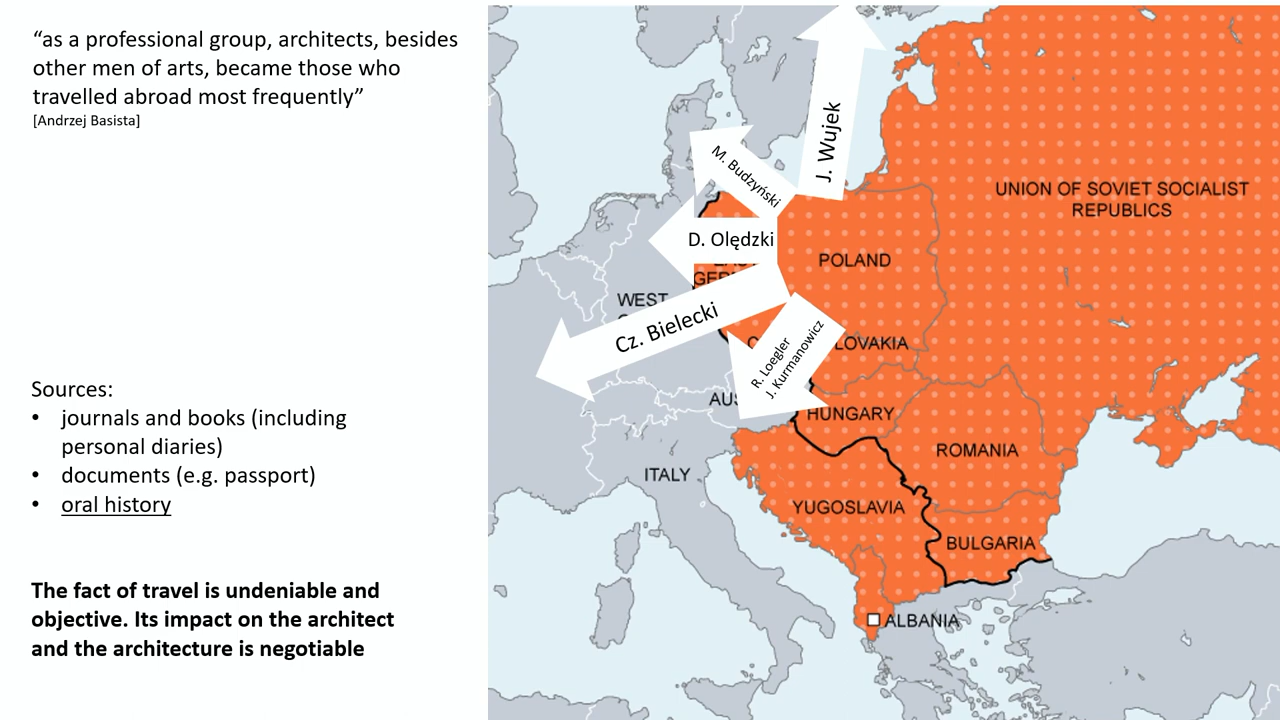 “as a professional group, architects, besides
other men of arts, became those who
travelled abroad most frequently”
[Andrzej Basista]
Sources:
• journals and books (including
personal diaries)
• documents (e.g. passport)
• oral history
The fact of travel is undeniable and
objective. Its impact on the architect
and the architecture is negotiable
J. Wujek
M. Budzyński
D. Olędzki
Cz. Bielecki
R. Loegler
J. Kurmanowicz
UNION OF SOVIET SOCIALIST
REPUBLICS
POLAND
WEST
HUNGARY
ROMANIA
ITALY
YUGOSLAVIA
BULGARIA
ALBANIA